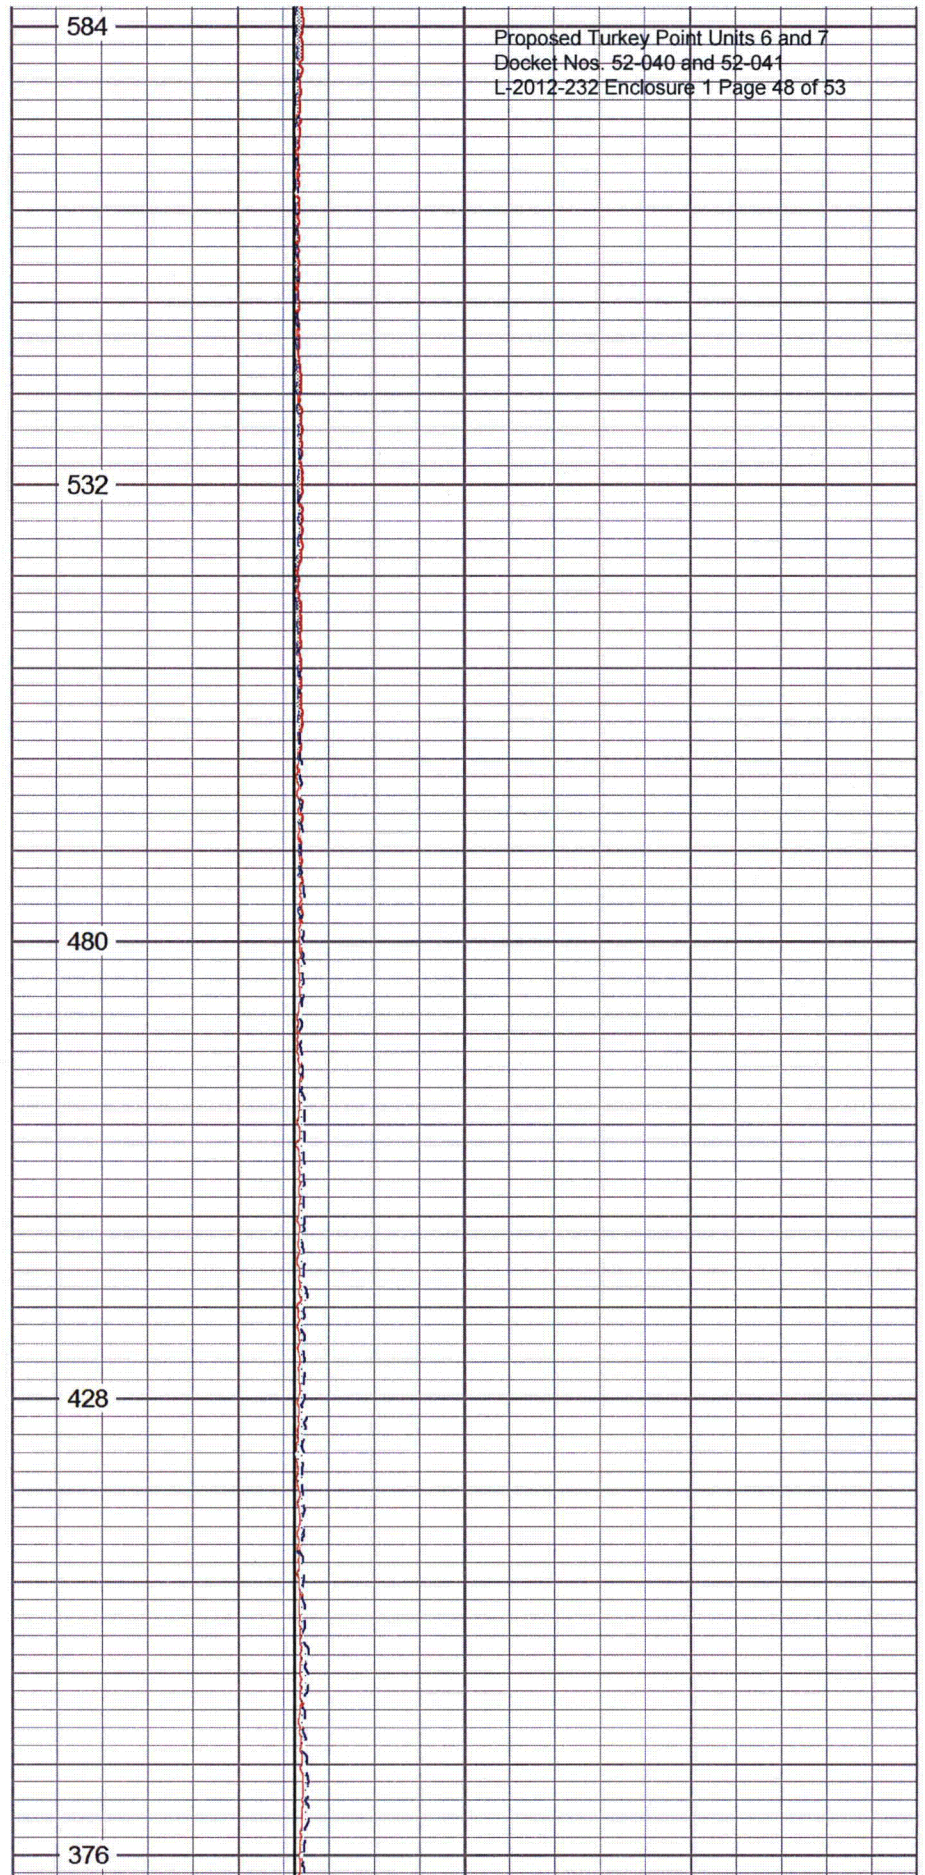 584
Proposed Turkey Point Units 6 and 7
Docket Nos. 52-040 and 52-041
L-2012-232 Enclosure 1 Page 48 of 53
532
480
428
376